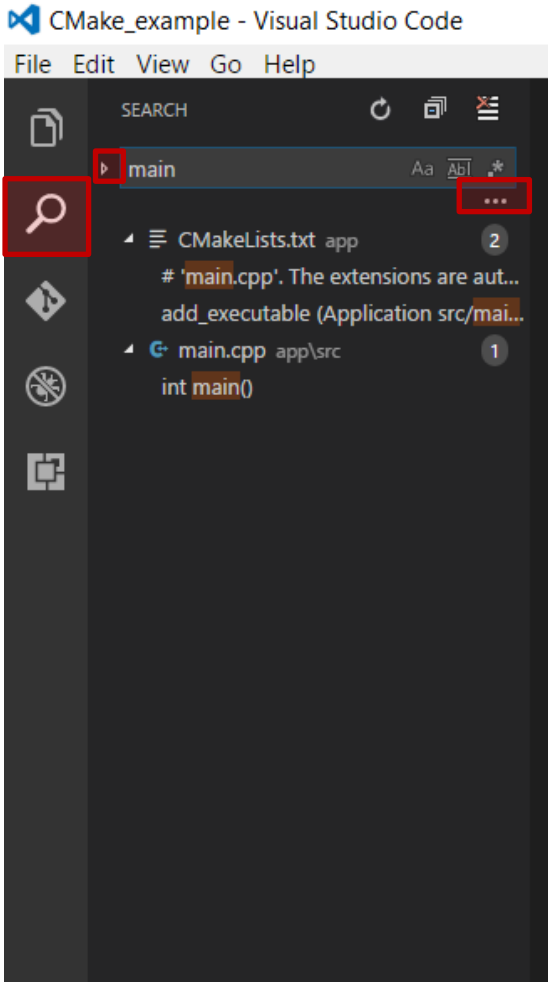 CMake_example - Visual Studio Code
File Edit View Go Help
SEARCH
main Aa Abl .*
...
CMakeLists.txt app 2
# 'main.cpp'. The extensions are aut...
add_executable (Application src/mai...
main.cpp app\src 1
int main()